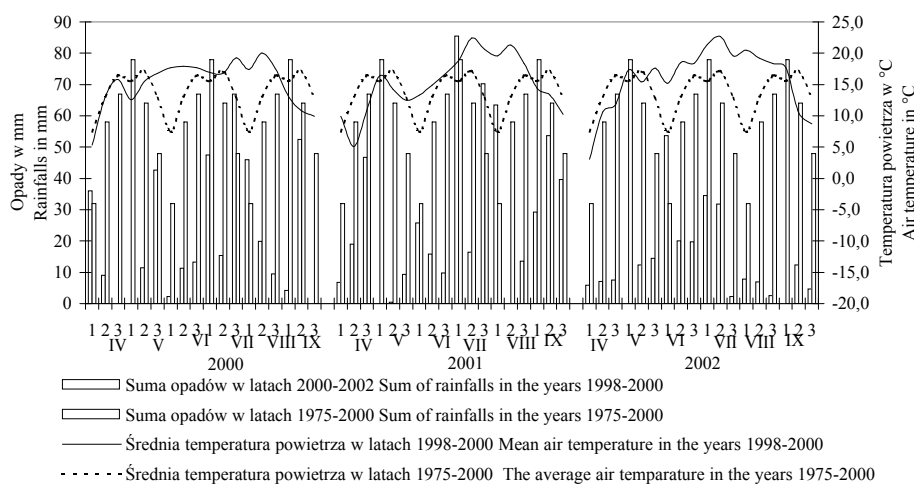 Opady w mm
Rainfalls in mm
90
80
70
60
50
40
30
20
10
0
25,0
20,0
15,0
10,0
5,0
0,0
-5,0
-10,0
-15,0
-20,0
Temperatura powietrza w °C
Air temperature in °C
1 2 3 1 2 3 1 2 3 1 2 3 1 2 3 1 2 3 1 2 3 1 2 3 1 2 3 1 2 3 1 2 3 1 2 3 1 2 3 1 2 3 1 2 3 1 2 3 1 2 3 1 2 3
IV V VI VII VIII IX IV V VI VII VIII IX IV V VI VII VIII IX
2000 2001 2002
Suma opadów w latach 2000-2002 Sum of rainfalls in the years 1998-2000
Suma opadów w latach 1975-2000 Sum of rainfalls in the years 1975-2000
Średnia temperatura powietrza w latach 1998-2000 Mean air temperature in the years 1998-2000
Średnia temperatura powietrza w latach 1975-2000 The average air temparature in the years 1975-2000